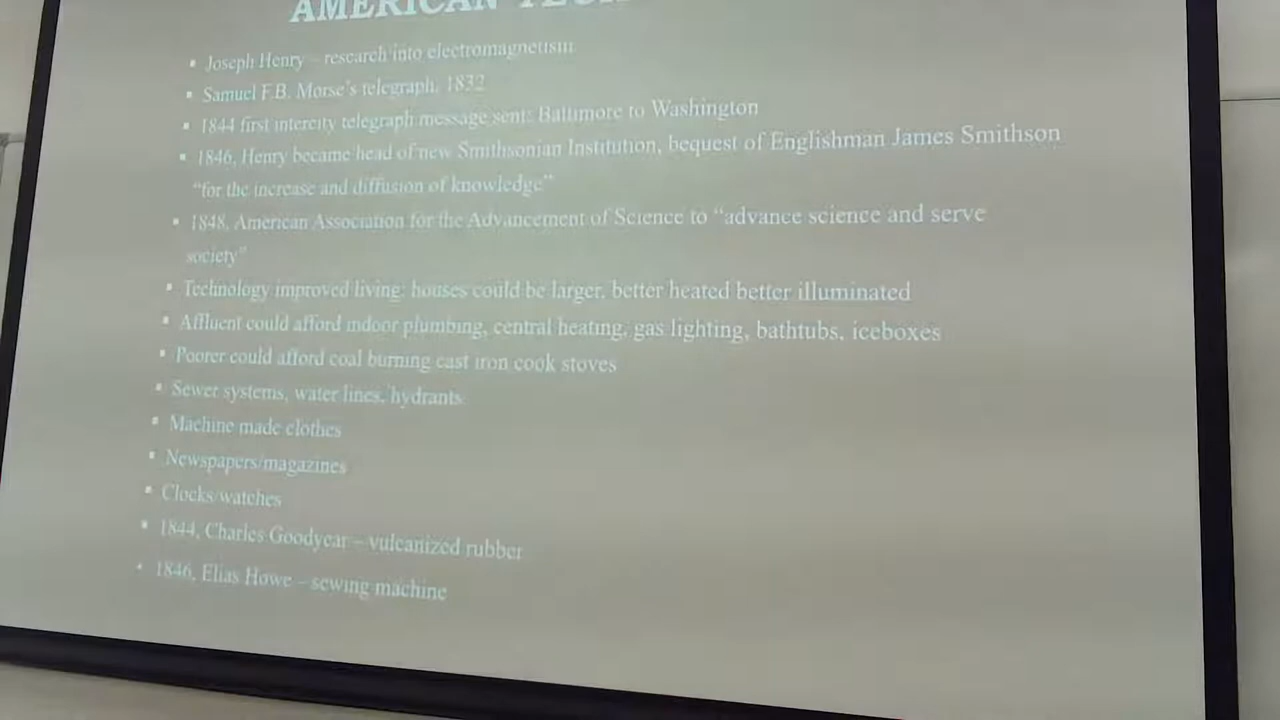 AMERICAN
▪ Joseph Henry – research into electromagnetism
▪ Samuel F.B. Morse's telegraph, 1832
▪ 1844 first intercity telegraph message sent: Baltimore to Washington
▪ 1846, Henry became head of new Smithsonian Institution, bequest of Englishman James Smithson
"for the increase and diffusion of knowledge"
▪ 1848, American Association for the Advancement of Science to "advance science and serve
society"
▪ Technology improved living: houses could be larger, better heated better illuminated
▪ Affluent could afford indoor plumbing, central heating, gas lighting, bathtubs, iceboxes
▪ Poorer could afford coal burning cast iron cook stoves
▪ Sewer systems, water lines, hydrants
▪ Machine made clothes
▪ Newspapers/magazines
▪ Clocks/watches
▪ 1844, Charles Goodyear – vulcanized rubber
▪ 1846, Elias Howe – sewing machine